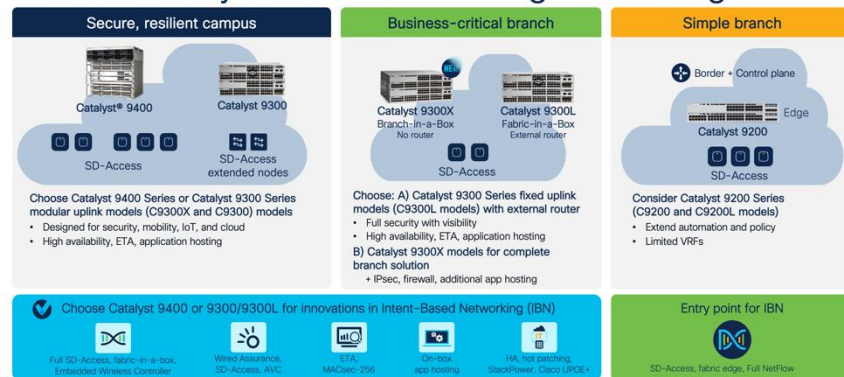 Secure, resilient campus
Catalyst® 9400
Catalyst 9300
SD-Access
SD-Access
extended nodes
Choose Catalyst 9400 Series or Catalyst 9300 Series
modular uplink models (C9300X and C9300) models
• Designed for security, mobility, IoT, and cloud
• High availability, ETA, application hosting
Business-critical branch
NEW
Catalyst 9300X
Branch-in-a-Box
No router
Catalyst 9300L
Fabric-in-a-Box
External router
SD-Access
Choose: A) Catalyst 9300 Series fixed uplink
models (C9300L models) with external router
• Full security with visibility
• High availability, ETA, application hosting
B) Catalyst 9300X models for complete
branch solution
+ IPsec, firewall, additional app hosting
Simple branch
Border + Control plane
Edge
Catalyst 9200
SD-Access
Consider Catalyst 9200 Series
(C9200 and C9200L models)
• Extend automation and policy
• Limited VRFs
Choose Catalyst 9400 or 9300/9300L for innovations in Intent-Based Networking (IBN)
Full SD-Access, fabric-in-a-box,
Embedded Wireless Controller
Wired Assurance,
SD-Access, AVC
ETA,
MACsec-256
On-box
app hosting
HA, hot patching,
StackPower, Cisco UPOE+
Entry point for IBN
SD-Access, fabric edge, Full NetFlow